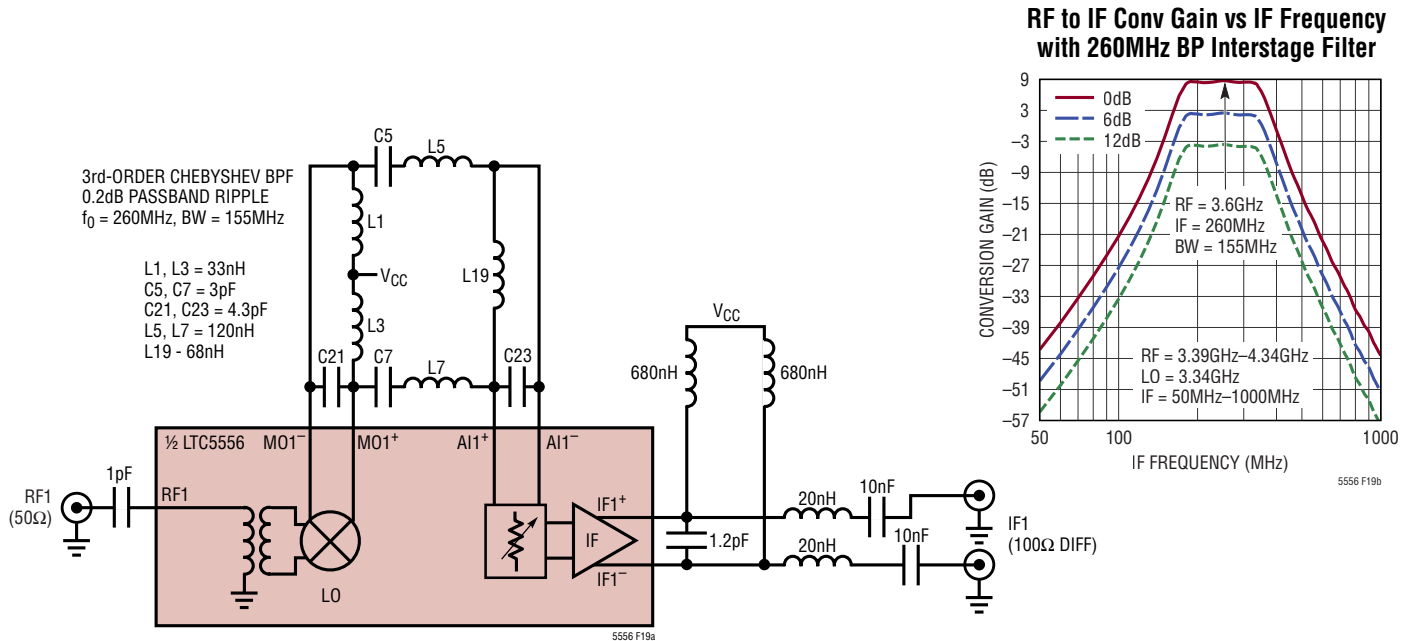 3rd-ORDER CHEBYSHEV BPF
0.2dB PASSBAND RIPPLE
f0 = 260MHz, BW = 155MHz
L1, L3 = 33nH
C5, C7 = 3pF
C21, C23 = 4.3pF
L5, L7 = 120nH
L19 - 68nH
C5
L5
L1
VCC
L19
L3
C21
C7
L7
C23
VCC
680nH
680nH
½ LTC5556
MO1–
MO1+
AI1+
AI1–
RF1
(50Ω)
1pF
RF1
LO
IF
IF1+
IF1–
1.2pF
20nH
10nF
20nH
10nF
IF1
(100Ω DIFF)
5556 F19a
RF to IF Conv Gain vs IF Frequency
with 260MHz BP Interstage Filter
CONVERSION GAIN (dB)
9
3
–3
–9
–15
–21
–27
–33
–39
–45
–51
–57
0dB
6dB
12dB
RF = 3.6GHz
IF = 260MHz
BW = 155MHz
RF = 3.39GHz–4.34GHz
LO = 3.34GHz
IF = 50MHz–1000MHz
50
100
1000
IF FREQUENCY (MHz)
5556 F19b